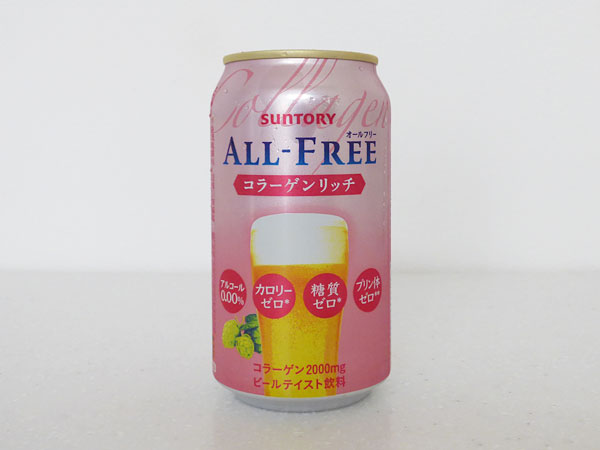 Collagen
SUNTORY
オールフリー
ALL-FREE
コラーゲンリッチ
アルコール
0.00%
カロリー
ゼロ*
糖質
ゼロ*
プリン体
ゼロ**
コラーゲン2000mg
ビールテイスト飲料